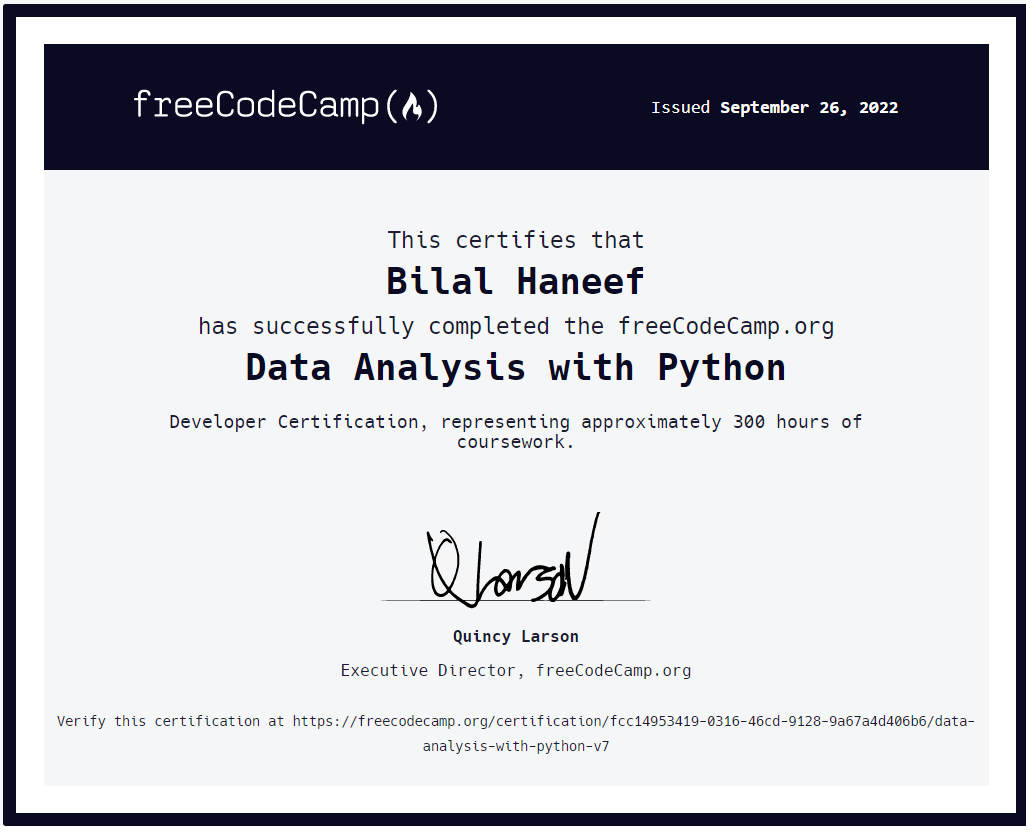 freeCodeCamp
Issued September 26, 2022
This certifies that
Bilal Haneef
has successfully completed the freeCodeCamp.org
Data Analysis with Python
Developer Certification, representing approximately 300 hours of
coursework.
Q Larson
Quincy Larson
Executive Director, freeCodeCamp.org
Verify this certification at https://freecodecamp.org/certification/fcc14953419-0316-46cd-9128-9a67a4d406b6/data-
analysis-with-python-v7